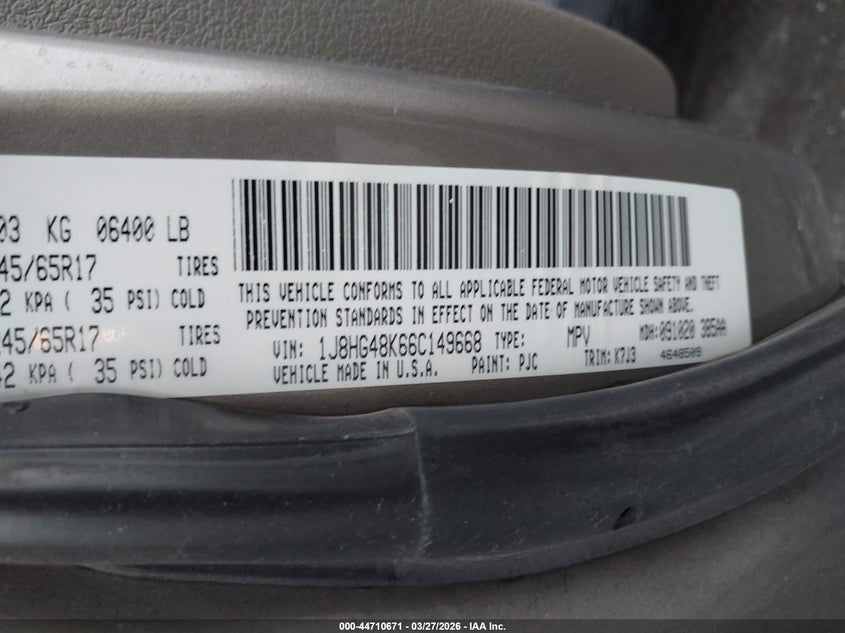 03 KG 06400 LB
45/65R17 TIRES
2 KPA ( 35 PSI) COLD
245/65R17 TIRES
42 KPA ( 35 PSI) COLD
THIS VEHICLE CONFORMS TO ALL APPLICABLE FEDERAL MOTOR VEHICLE SAFETY AND THEFT
PREVENTION STANDARDS IN EFFECT ON THE DATE OF MANUFACTURE SHOWN ABOVE.
VIN: 1J8HG48K66C149668 TYPE: MPV MDH: 091020 385AA
VEHICLE MADE IN U.S.A. PAINT: PJC TRIM: K7J3 4648509
000-44710671 | 03/27/2026 | IAA Inc.